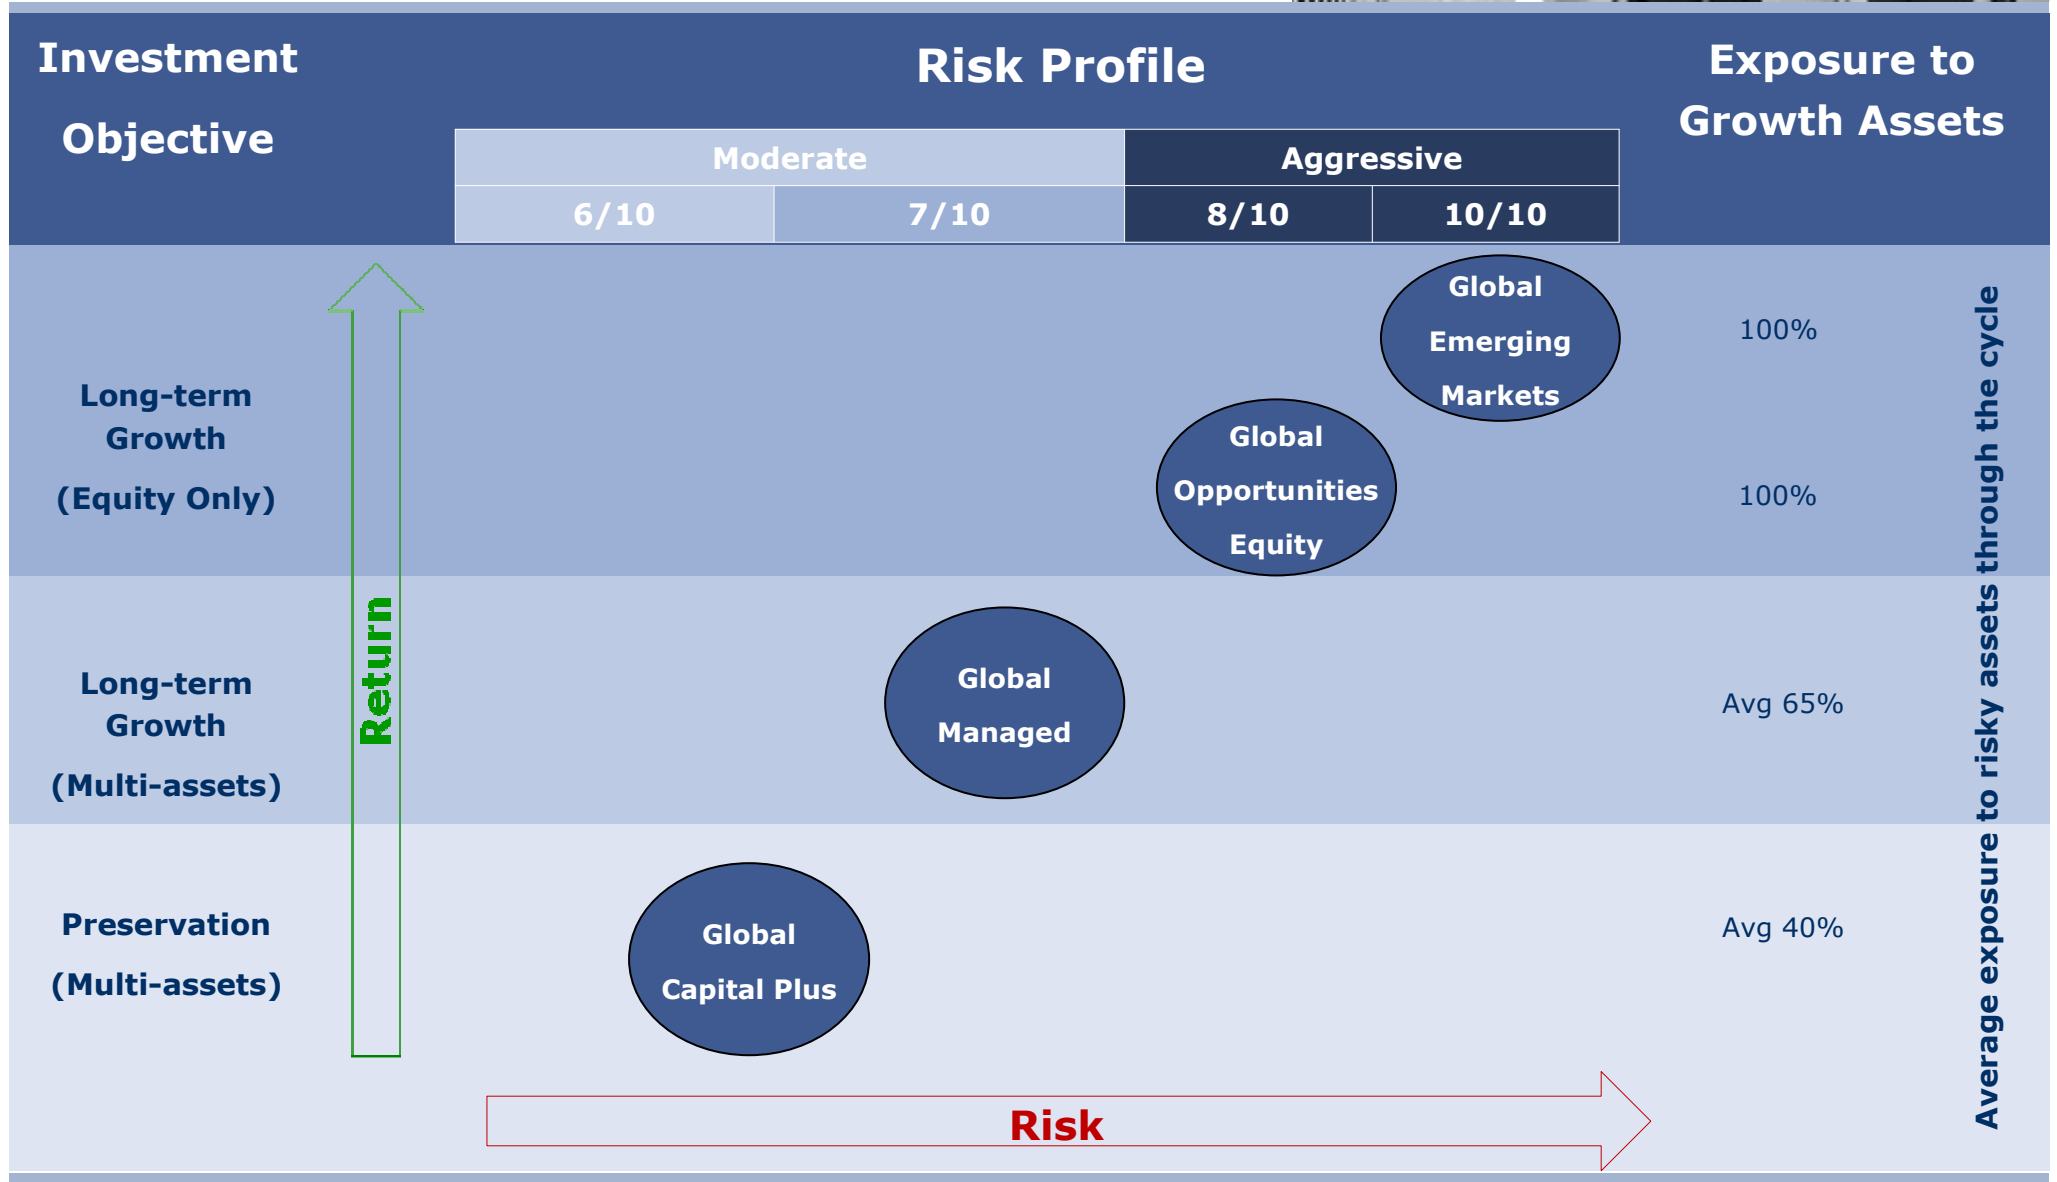 Investment
Objective
Risk Profile
Exposure to
Growth Assets
Moderate
Aggressive
6/10
7/10
8/10
10/10
Long-term
Growth
(Equity Only)
Global
Emerging
Markets
100%
Global
Opportunities
Equity
100%
Long-term
Growth
(Multi-assets)
Global
Managed
Avg 65%
Preservation
(Multi-assets)
Global
Capital Plus
Avg 40%
Return
Risk
Average exposure to risky assets through the cycle